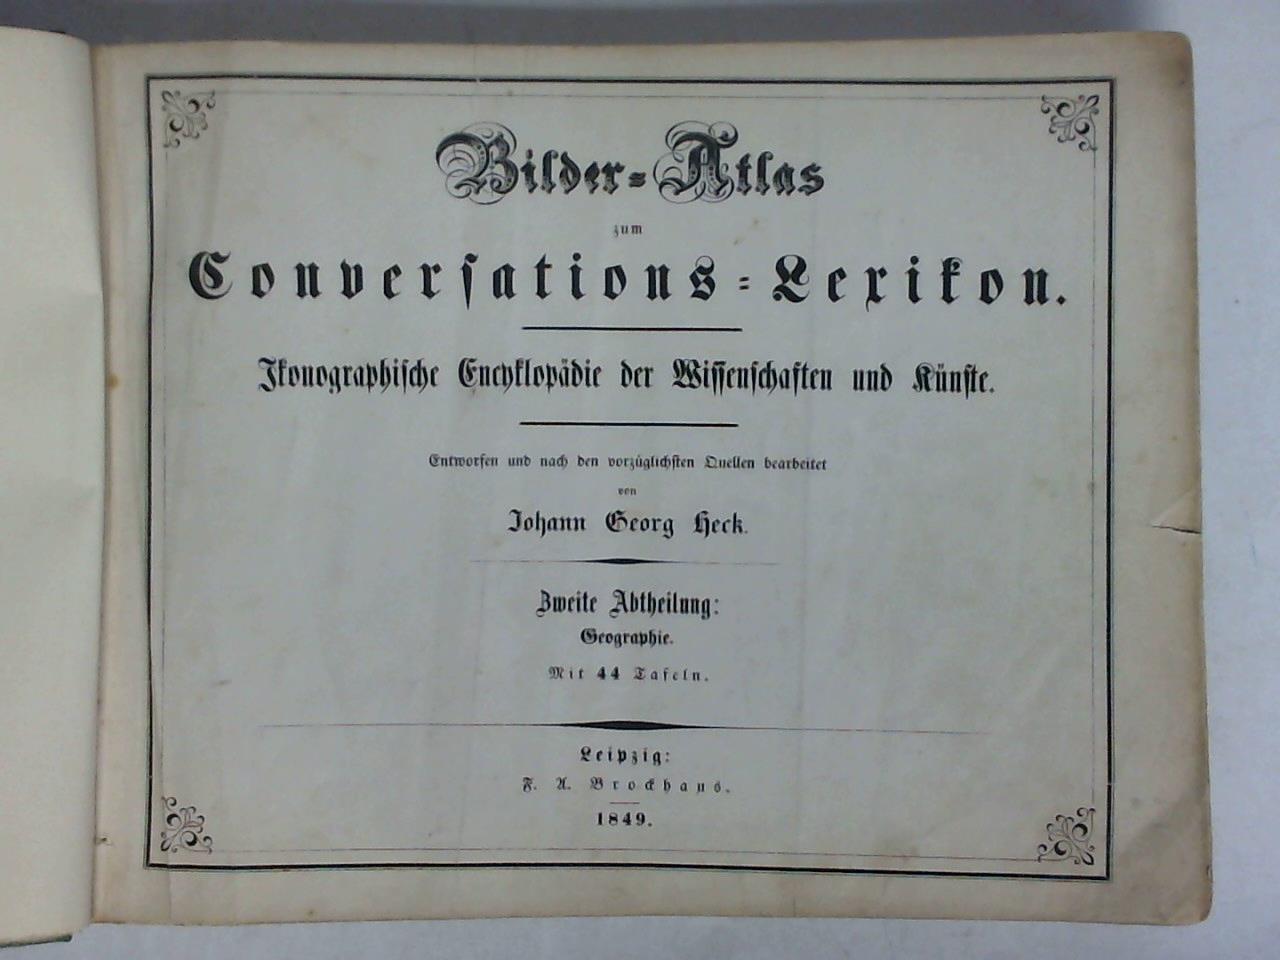 Bilder-Atlas
zum
Conversations-Lexikon.
Ikonographische Encyklopädie der Wissenschaften und Künste.
Entworfen und nach den vorzüglichsten Quellen bearbeitet
von
Johann Georg Heck.
Zweite Abtheilung:
Geographie.
Mit 44 Tafeln.
Leipzig:
F. A. Brockhaus.
1849.